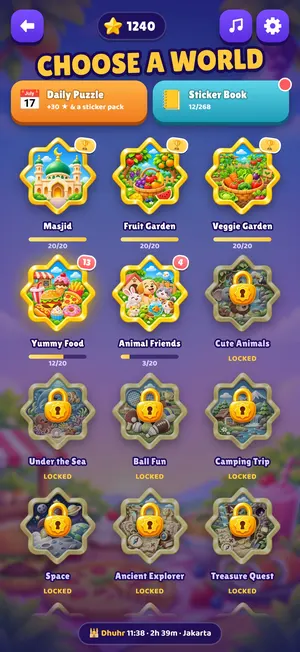 1240
CHOOSE A WORLD
July
17
Daily Puzzle
+30 ★ & a sticker pack
Sticker Book
12/268
Masjid
20/20
Fruit Garden
20/20
Veggie Garden
20/20
13
4
Yummy Food
12/20
Animal Friends
3/20
Cute Animals
LOCKED
Under the Sea
LOCKED
Ball Fun
LOCKED
Camping Trip
LOCKED
Space
LOCKED
Ancient Explorer
LOCKED
Treasure Quest
LOCKED
Dhuhr 11:38 · 2h 39m · Jakarta